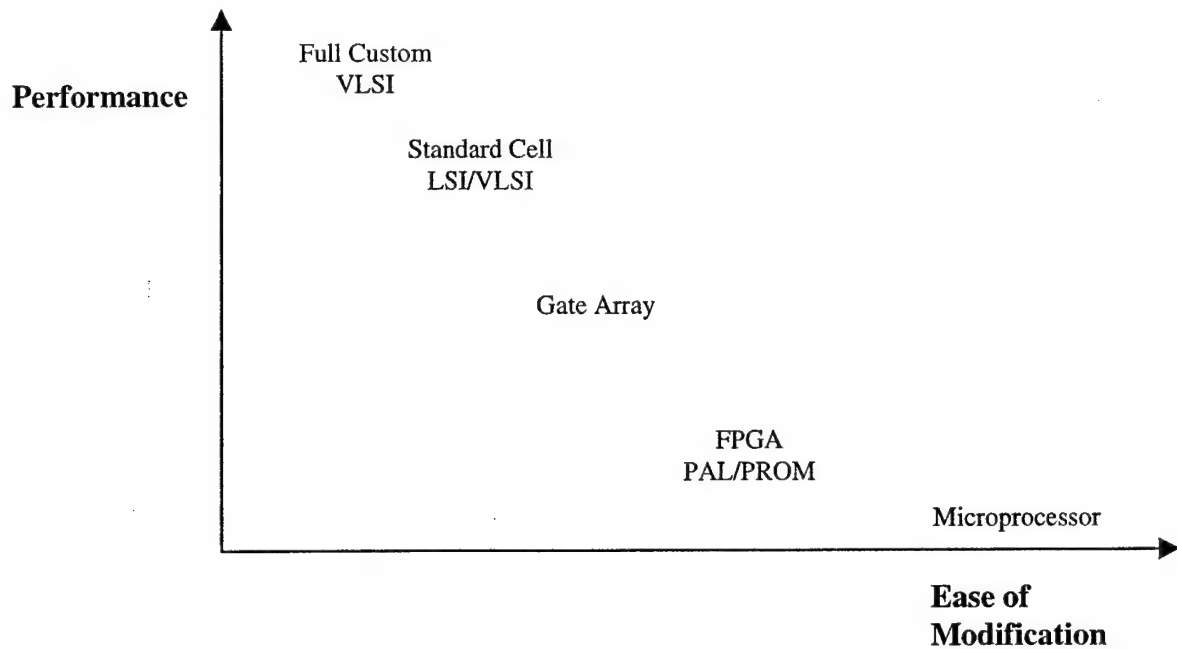 Full Custom
VLSI
Performance
Standard Cell
LSI/VLSI
Gate Array
FPGA
PAL/PROM
Microprocessor
Ease of
Modification